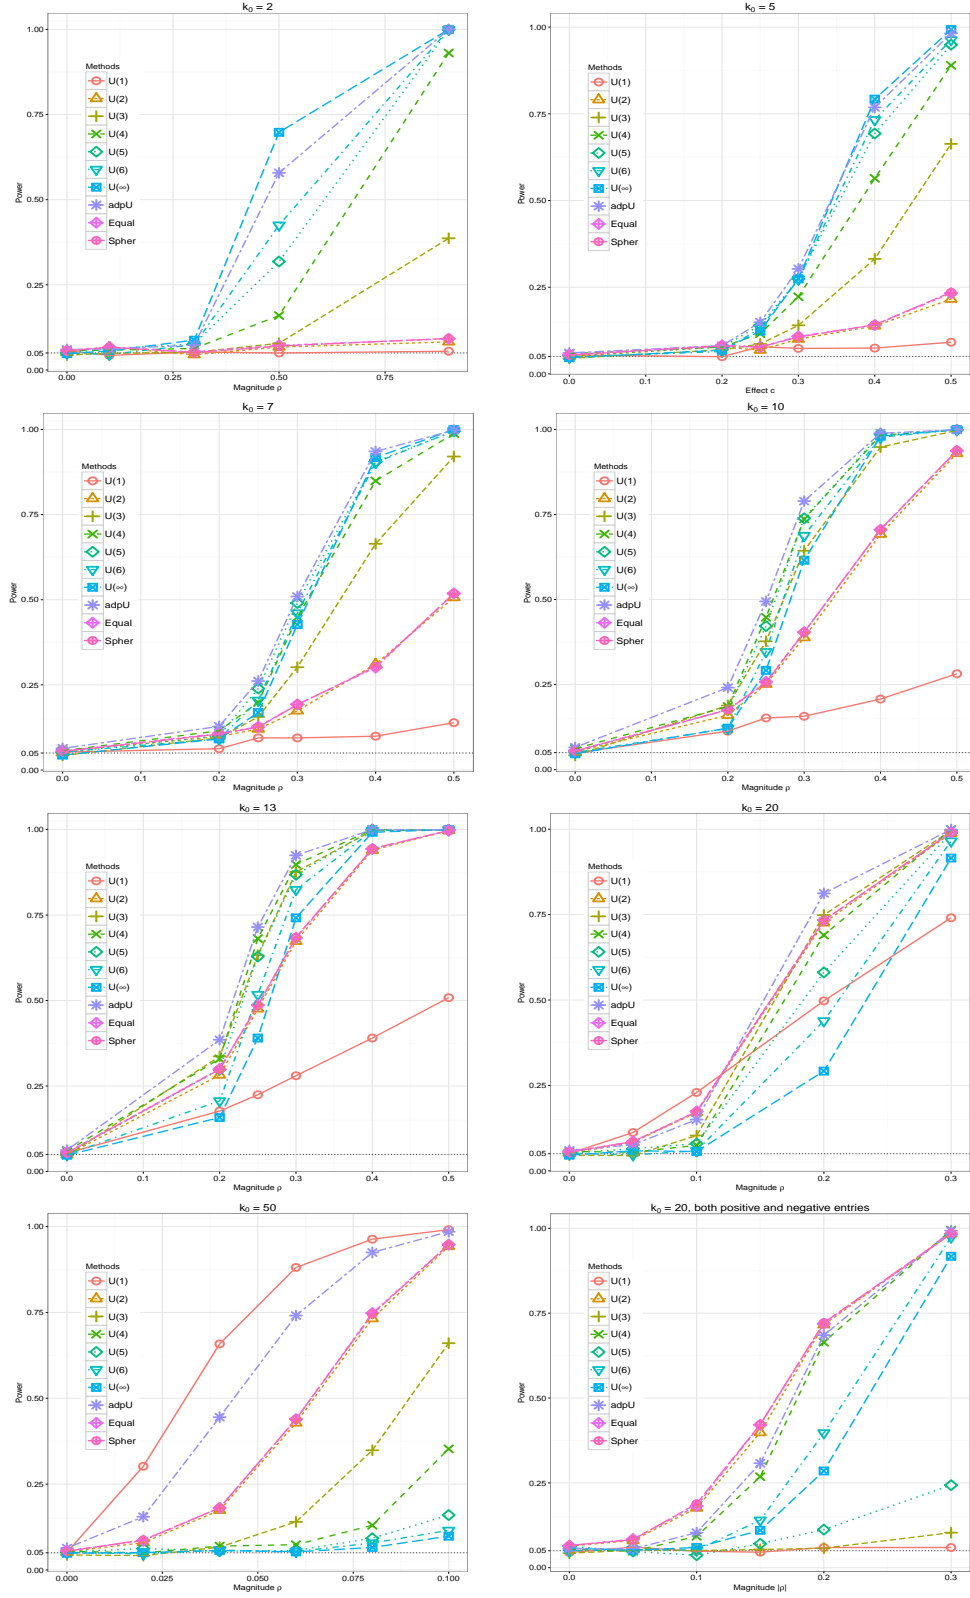 k₀ = 2
1.00
0.75
0.50
0.25
0.05
0.00
Power
Methods
U(1)
U(2)
U(3)
U(4)
U(5)
U(6)
U(∞)
adpU
Equal
Spher
0.00
0.25
0.50
0.75
Magnitude ρ
k₀ = 5
1.00
0.75
0.50
0.25
0.05
0.00
Power
Methods
U(1)
U(2)
U(3)
U(4)
U(5)
U(6)
U(∞)
adpU
Equal
Spher
0.0
0.1
0.2
0.3
0.4
0.5
Effect c
k₀ = 7
1.00
0.75
0.50
0.25
0.05
0.00
Power
Methods
U(1)
U(2)
U(3)
U(4)
U(5)
U(6)
U(∞)
adpU
Equal
Spher
0.0
0.1
0.2
0.3
0.4
0.5
Magnitude ρ
k₀ = 10
1.00
0.75
0.50
0.25
0.05
0.00
Power
Methods
U(1)
U(2)
U(3)
U(4)
U(5)
U(6)
U(∞)
adpU
Equal
Spher
0.0
0.1
0.2
0.3
0.4
0.5
Magnitude ρ
k₀ = 13
1.00
0.75
0.50
0.25
0.05
0.00
Power
Methods
U(1)
U(2)
U(3)
U(4)
U(5)
U(6)
U(∞)
adpU
Equal
Spher
0.0
0.1
0.2
0.3
0.4
0.5
Magnitude ρ
k₀ = 20
1.00
0.75
0.50
0.25
0.05
0.00
Power
Methods
U(1)
U(2)
U(3)
U(4)
U(5)
U(6)
U(∞)
adpU
Equal
Spher
0.0
0.1
0.2
0.3
Magnitude ρ
k₀ = 50
1.00
0.75
0.50
0.25
0.05
0.00
Power
Methods
U(1)
U(2)
U(3)
U(4)
U(5)
U(6)
U(∞)
adpU
Equal
Spher
0.000
0.025
0.050
0.075
0.100
Magnitude ρ
k₀ = 20, both positive and negative entries
1.00
0.75
0.50
0.25
0.05
0.00
Power
Methods
U(1)
U(2)
U(3)
U(4)
U(5)
U(6)
U(∞)
adpU
Equal
Spher
0.0
0.1
0.2
0.3
Magnitude |ρ|